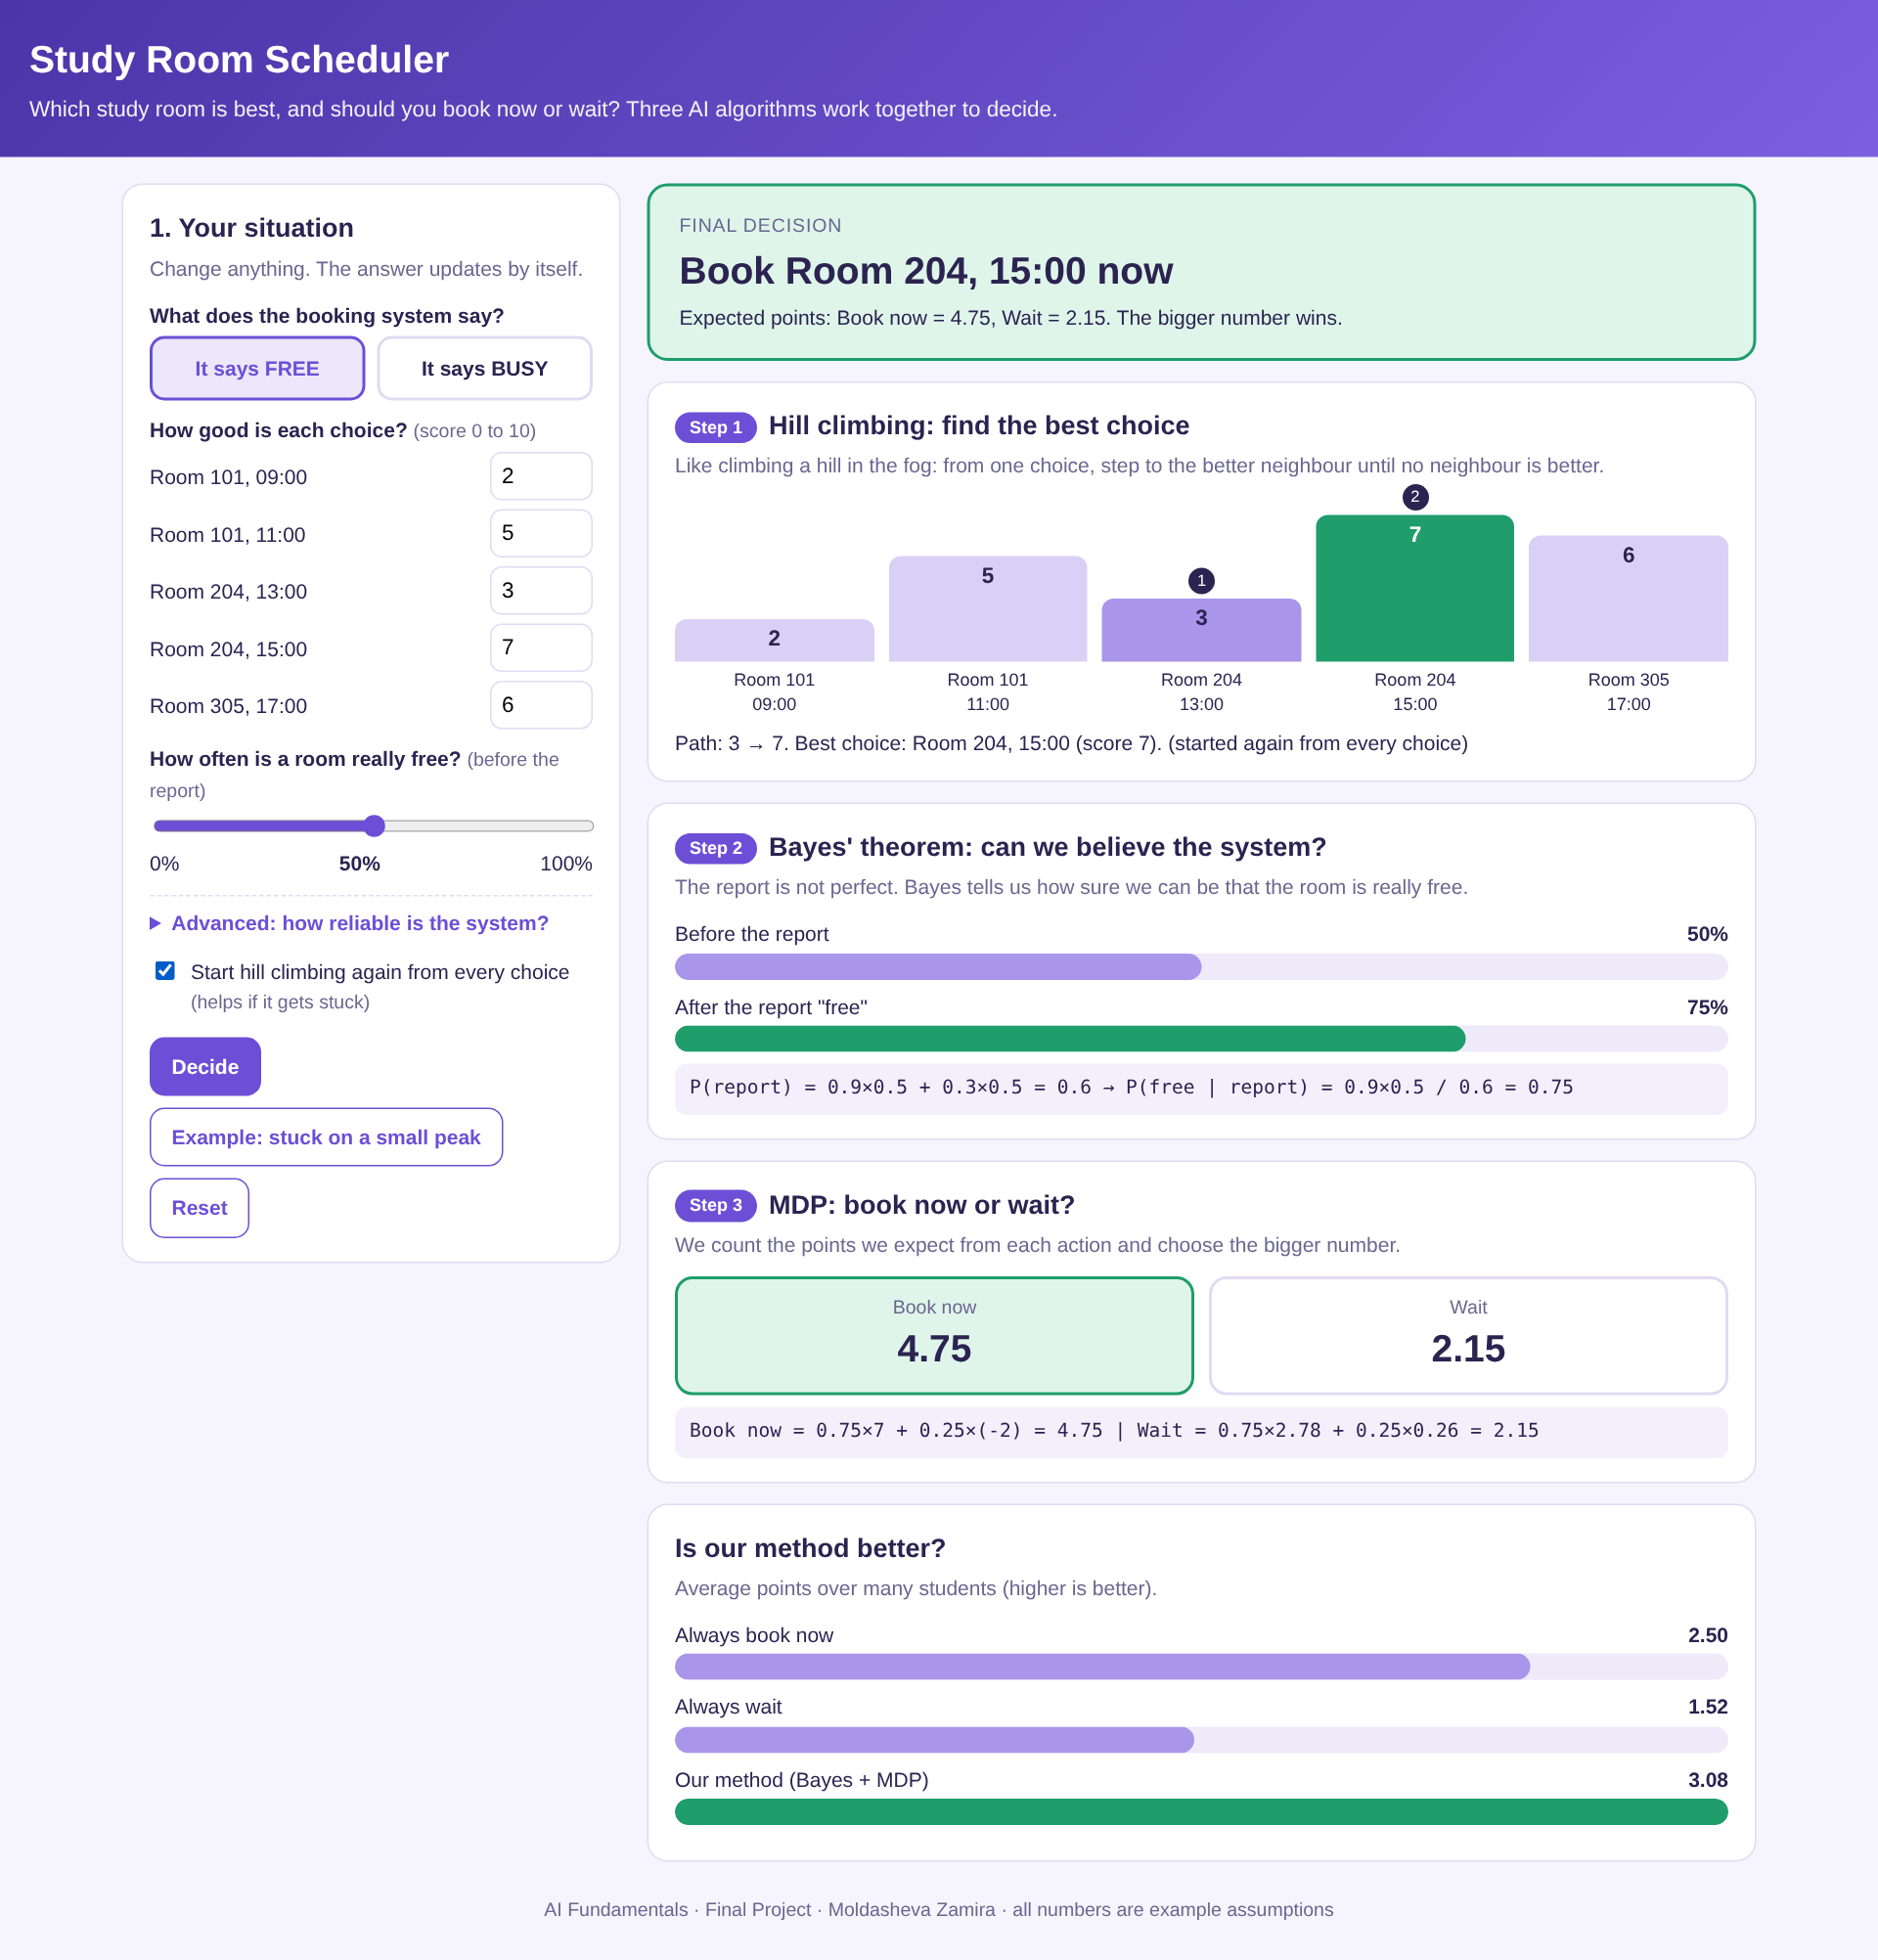 Study Room Scheduler
Which study room is best, and should you book now or wait? Three AI algorithms work together to decide.
1. Your situation
Change anything. The answer updates by itself.
What does the booking system say?
It says FREE
It says BUSY
How good is each choice? (score 0 to 10)
Room 101, 09:00 2
Room 101, 11:00 5
Room 204, 13:00 3
Room 204, 15:00 7
Room 305, 17:00 6
How often is a room really free? (before the
report)
0% 50% 100%
▶ Advanced: how reliable is the system?
Start hill climbing again from every choice
(helps if it gets stuck)
Decide
Example: stuck on a small peak
Reset
FINAL DECISION
Book Room 204, 15:00 now
Expected points: Book now = 4.75, Wait = 2.15. The bigger number wins.
Step 1 Hill climbing: find the best choice
Like climbing a hill in the fog: from one choice, step to the better neighbour until no neighbour is better.
2
7
6
5
1
3
2
Room 101 Room 101 Room 204 Room 204 Room 305
09:00 11:00 13:00 15:00 17:00
Path: 3 → 7. Best choice: Room 204, 15:00 (score 7). (started again from every choice)
Step 2 Bayes' theorem: can we believe the system?
The report is not perfect. Bayes tells us how sure we can be that the room is really free.
Before the report 50%
After the report "free" 75%
P(report) = 0.9×0.5 + 0.3×0.5 = 0.6 → P(free | report) = 0.9×0.5 / 0.6 = 0.75
Step 3 MDP: book now or wait?
We count the points we expect from each action and choose the bigger number.
Book now
4.75
Wait
2.15
Book now = 0.75×7 + 0.25×(-2) = 4.75 | Wait = 0.75×2.78 + 0.25×0.26 = 2.15
Is our method better?
Average points over many students (higher is better).
Always book now 2.50
Always wait 1.52
Our method (Bayes + MDP) 3.08
AI Fundamentals · Final Project · Moldasheva Zamira · all numbers are example assumptions